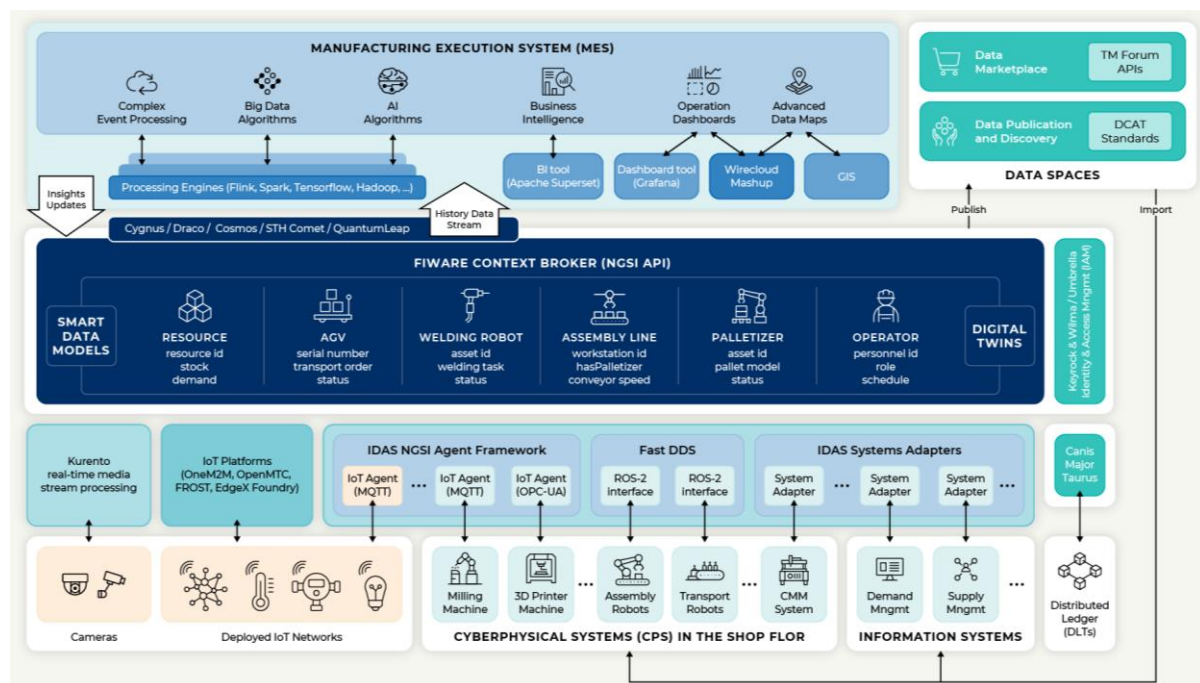 MANUFACTURING EXECUTION SYSTEM (MES)
Complex
Event Processing
Big Data
Algorithms
AI
Algorithms
Business
Intelligence
Operation
Dashboards
Advanced
Data Maps
Processing Engines (Flink, Spark, Tensorflow, Hadoop, ...)
BI tool
(Apache Superset)
Dashboard tool
(Grafana)
Wirecloud
Mashup
GIS
Data
Marketplace
TM Forum
APIs
Data Publication
and Discovery
DCAT
Standards
DATA SPACES
Insights
Updates
History Data
Stream
Publish
Import
Cygnus / Draco / Cosmos / STH Comet / QuantumLeap
FIWARE CONTEXT BROKER (NGSI API)
SMART
DATA
MODELS
RESOURCE
resource id
stock
demand
AGV
serial number
transport order
status
WELDING ROBOT
asset id
welding task
status
ASSEMBLY LINE
workstation id
hasPalletizer
conveyor speed
PALLETIZER
asset id
pallet model
status
OPERATOR
personnel id
role
schedule
DIGITAL
TWINS
Keyrock & Wilma / Umbrella
Identity & Access Mngmt (IAM)
Kurento
real-time media
stream processing
IoT Platforms
(OneM2M, OpenMTC,
FROST, EdgeX Foundry)
IDAS NGSI Agent Framework
IoT Agent
(MQTT)
...
IoT Agent
(MQTT)
IoT Agent
(OPC-UA)
Fast DDS
ROS-2
interface
ROS-2
interface
IDAS Systems Adapters
System
Adapter
...
System
Adapter
System
Adapter
...
Canis
Major
Taurus
Cameras
Deployed IoT Networks
Milling
Machine
3D Printer
Machine
...
Assembly
Robots
Transport
Robots
...
CMM
System
CYBERPHYSICAL SYSTEMS (CPS) IN THE SHOP FLOR
Demand
Mngmt
Supply
Mngmt
...
INFORMATION SYSTEMS
Distributed
Ledger
(DLTs)